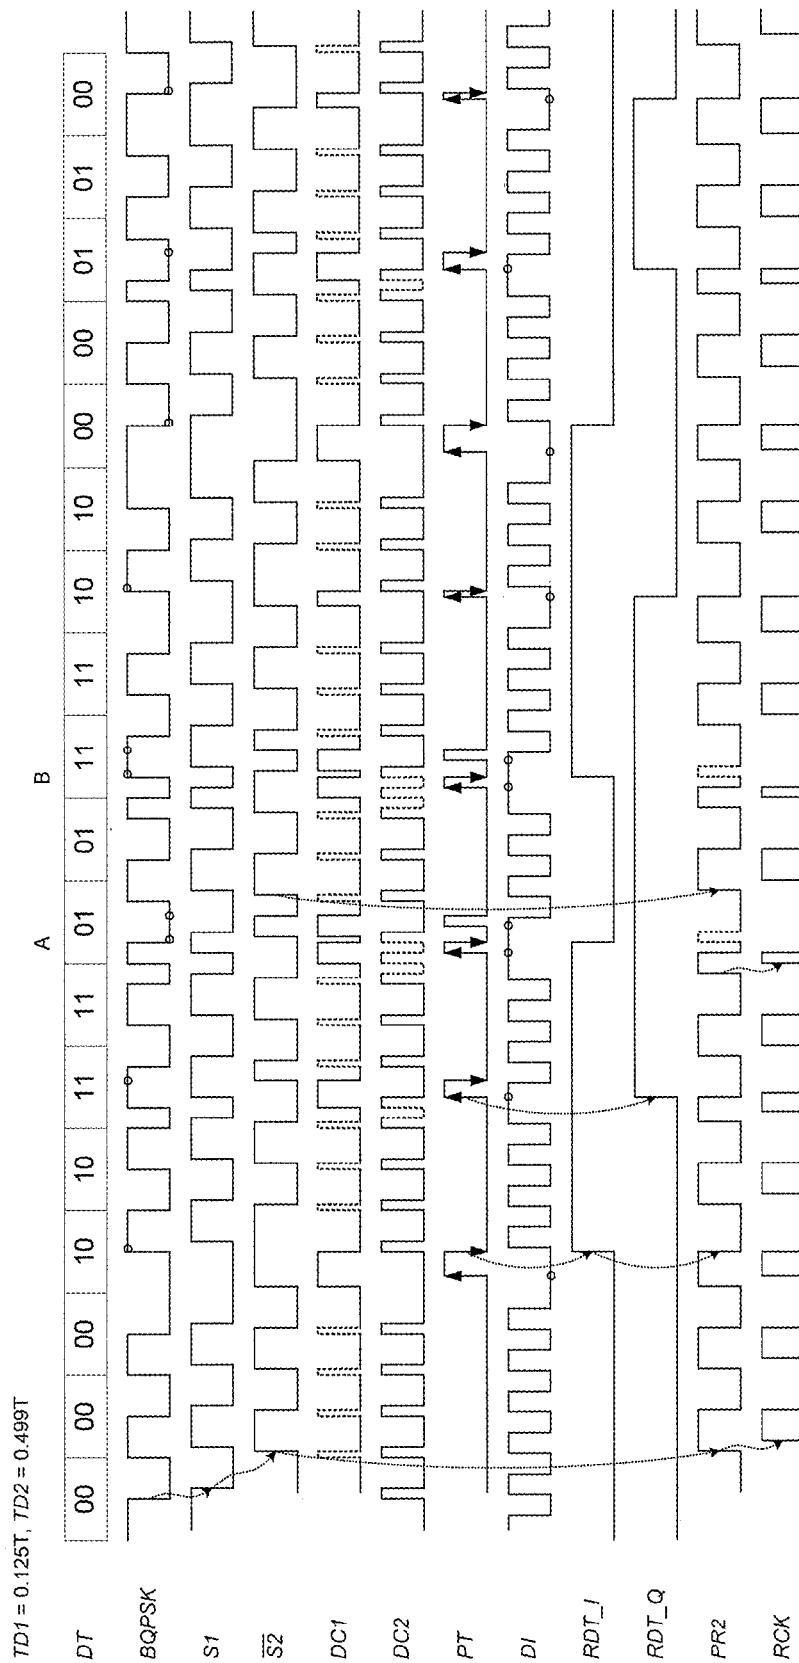 TD1 = 0.125T, TD2 = 0.499T
A B
DT 00 00 00 10 10 11 11 01 01 11 11 10 10 00 00 01 01 00
BQPSK
S1
S2
DC1
DC2
PT
DI
RDT_I
RDT_Q
PR2
RCK